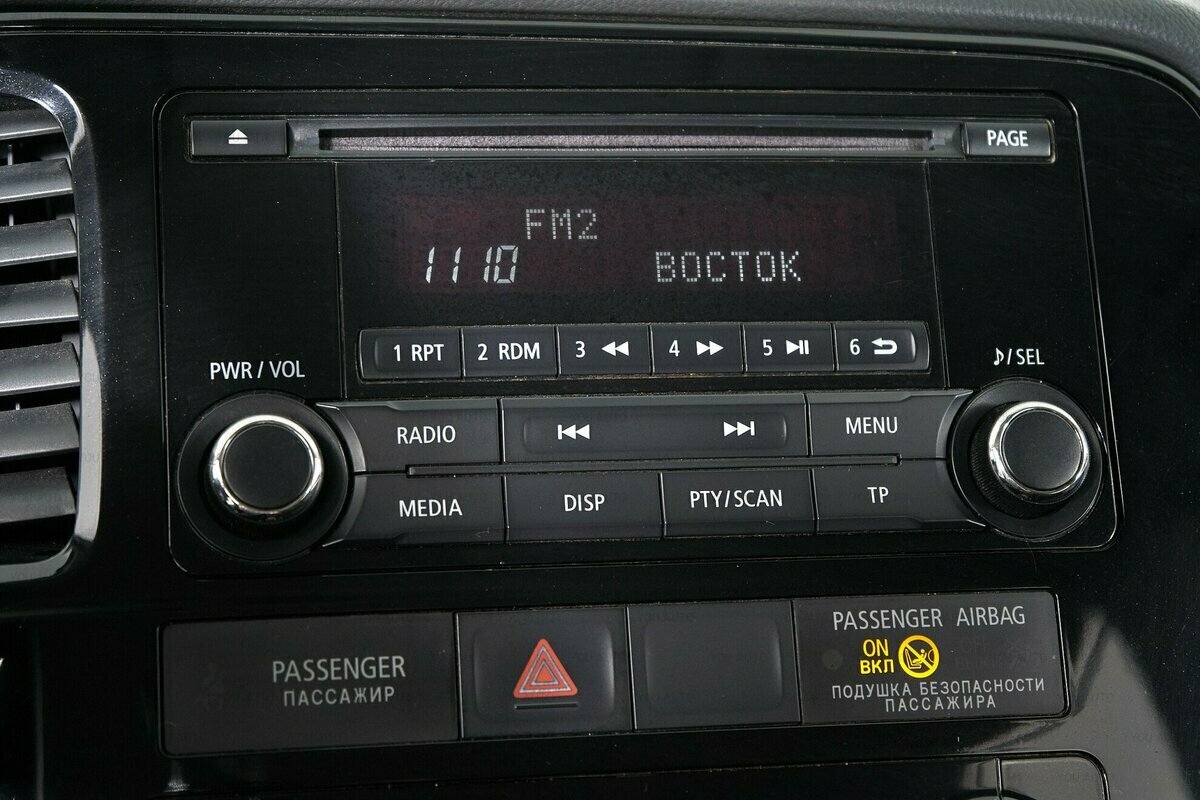 PAGE
FM2
11 10 ВОСТОК
1 RPT 2 RDM 3 4 5 6
PWR / VOL
/ SEL
RADIO MENU
MEDIA DISP PTY/SCAN TP
PASSENGER
ПАССАЖИР
PASSENGER AIRBAG
ON
ВКЛ
ПОДУШКА БЕЗОПАСНОСТИ
ПАССАЖИРА